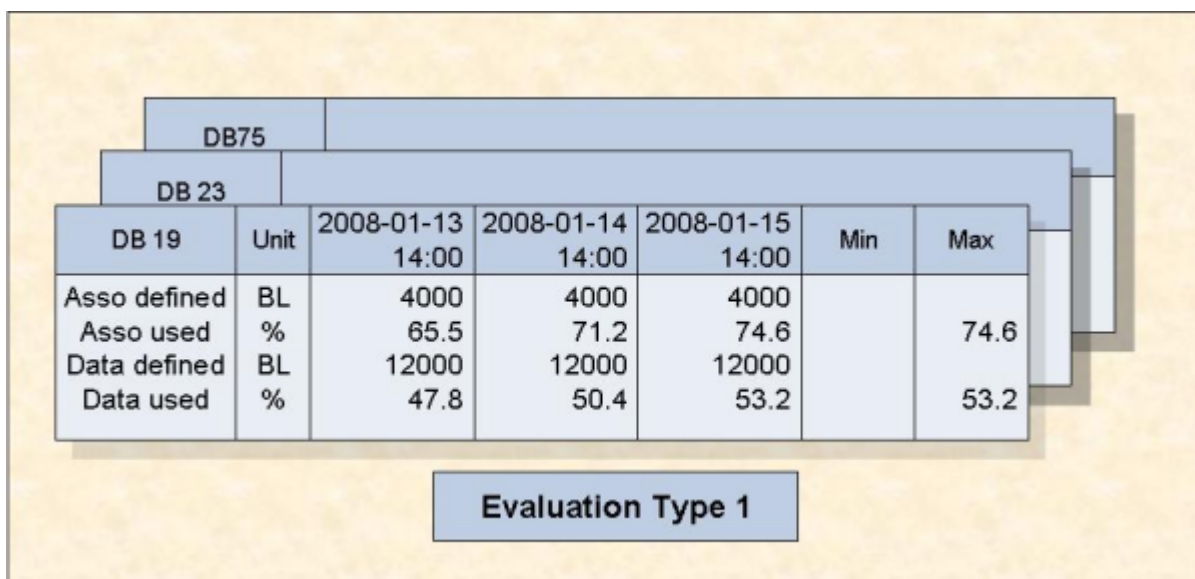 DB75
DB 23
DB 19 Unit 2008-01-13 14:00 2008-01-14 14:00 2008-01-15 14:00 Min Max
Asso defined BL 4000 4000 4000
Asso used % 65.5 71.2 74.6 74.6
Data defined BL 12000 12000 12000
Data used % 47.8 50.4 53.2 53.2
Evaluation Type 1